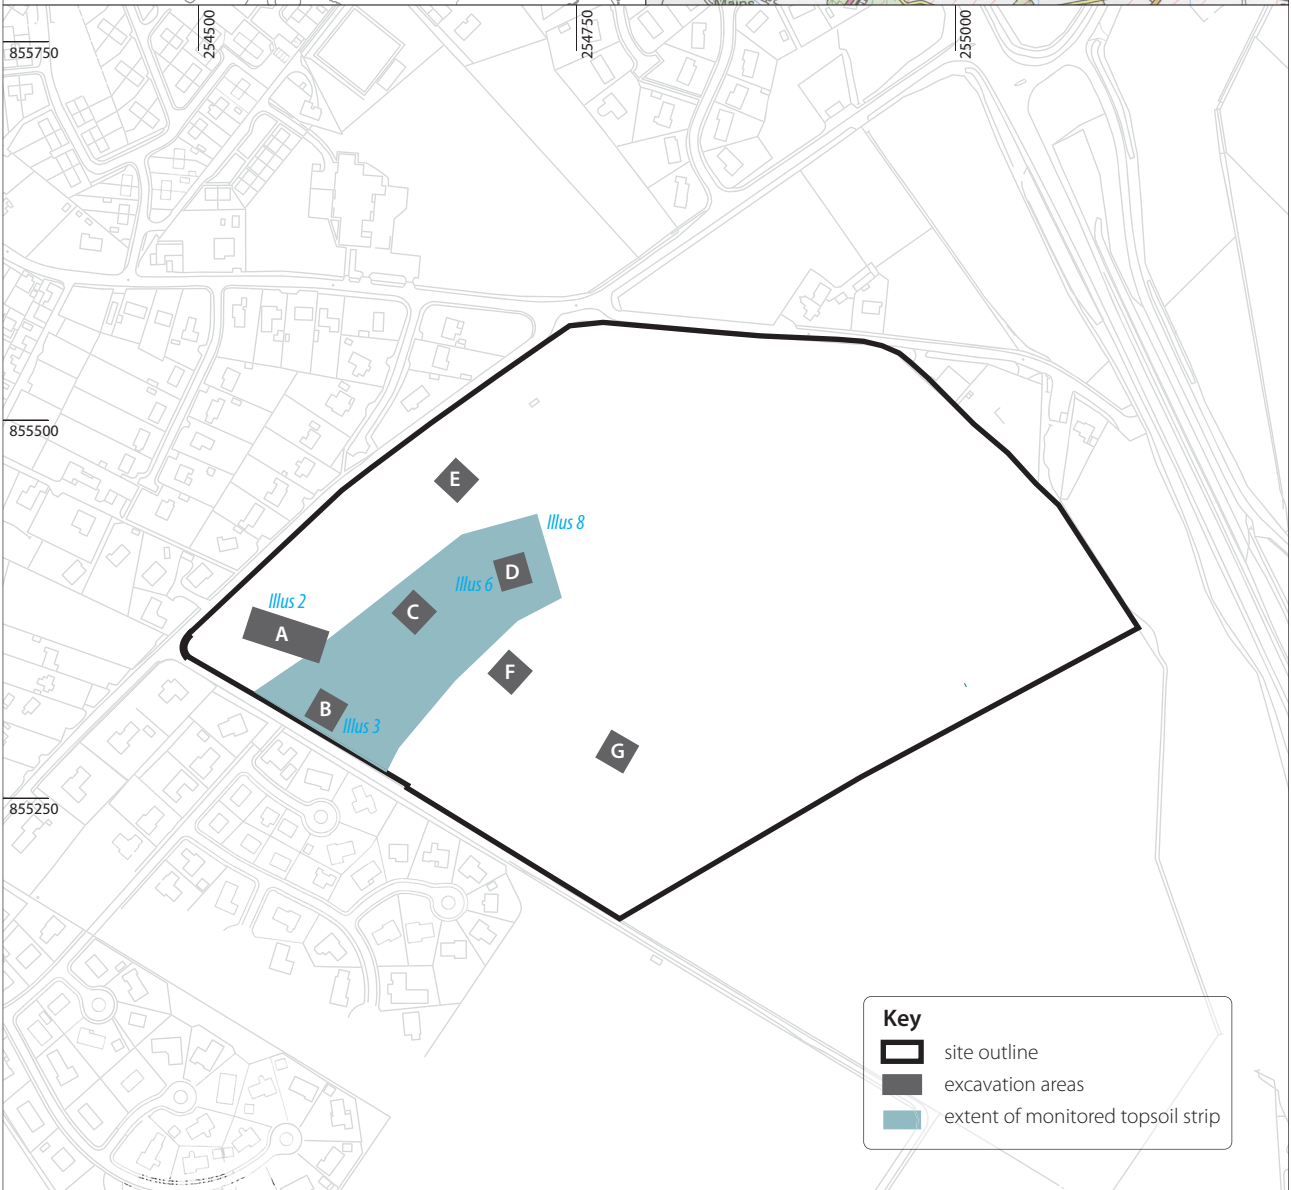 Mains
855750
254500
254750
255000
855500
E
Illus 8
D
Illus 6
C
Illus 2
A
F
B
Illus 3
G
855250
Key
site outline
excavation areas
extent of monitored topsoil strip